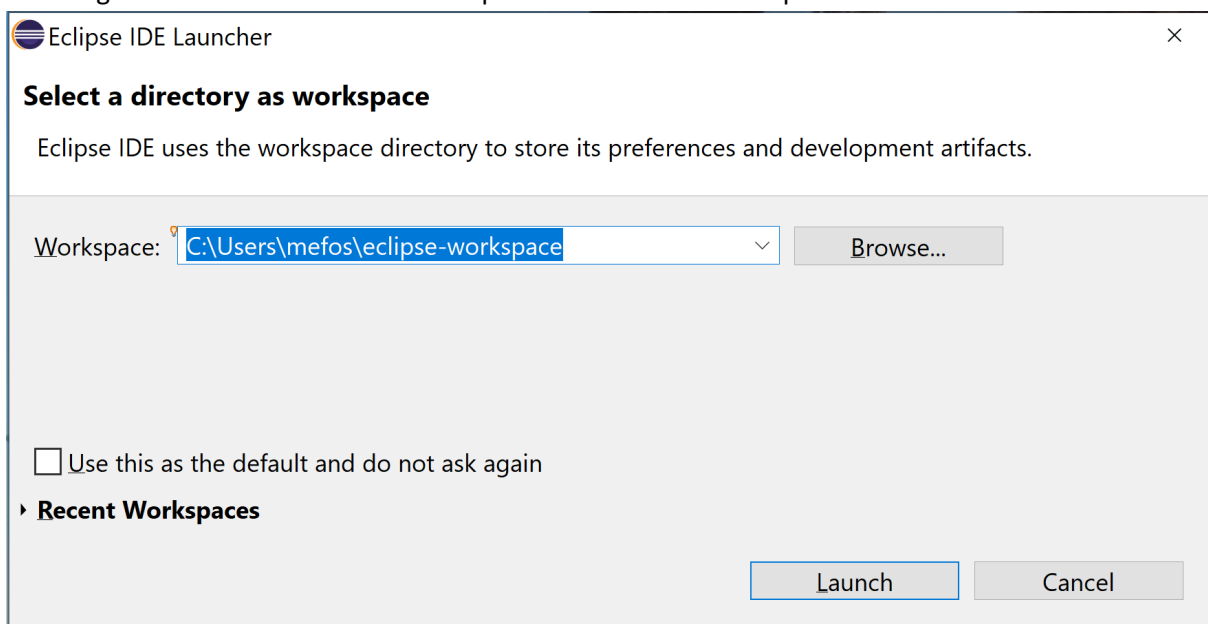 Eclipse IDE Launcher
Select a directory as workspace
Eclipse IDE uses the workspace directory to store its preferences and development artifacts.
Workspace: C:\Users\mefos\eclipse-workspace Browse...
Use this as the default and do not ask again
Recent Workspaces
Launch Cancel